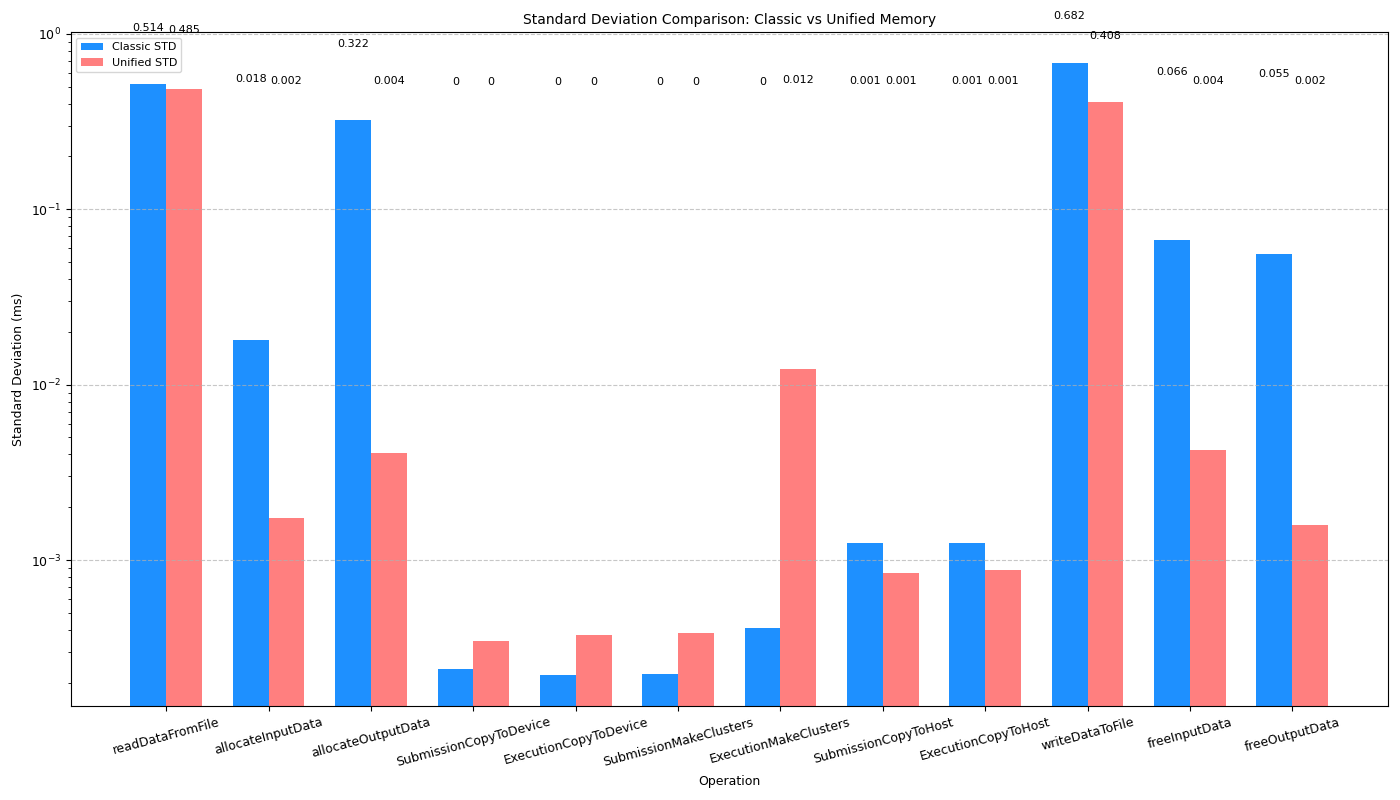 Standard Deviation Comparison: Classic vs Unified Memory
Classic STD
Unified STD
0.514 0.485 0.018 0.002 0.322 0.004 0 0 0 0 0 0 0 0.012 0.001 0.001 0.001 0.001 0.682 0.408 0.066 0.004 0.055 0.002
10^0
10^-1
10^-2
10^-3
Standard Deviation (ms)
readDataFromFile allocateInputData allocateOutputData SubmissionCopyToDevice ExecutionCopyToDevice SubmissionMakeClusters ExecutionMakeClusters SubmissionCopyToHost ExecutionCopyToHost writeDataToFile freeInputData freeOutputData
Operation